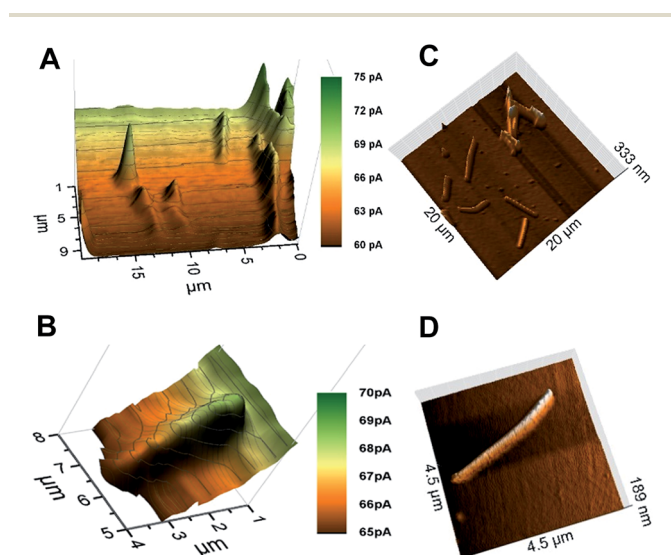 A
75 pA
72 pA
69 pA
66 pA
63 pA
60 pA
1
5
9
µm
15
10
5
0
µm
C
333 nm
20 µm
20 µm
B
70pA
69pA
68pA
67pA
66pA
65pA
8
7
6
5
µm
4
3
2
1
µm
D
4.5 µm
4.5 µm
189 nm